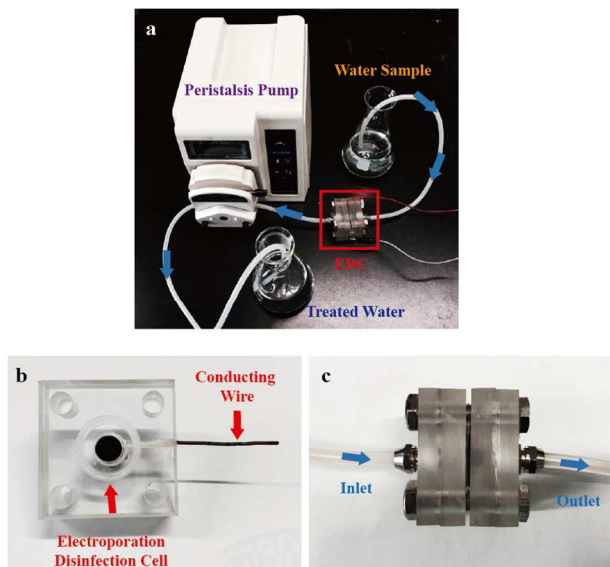 a
Water Sample
Peristalsis Pump
EDC
Treated Water
b
Conducting
Wire
Electroporation
Disinfection Cell
c
Inlet
Outlet